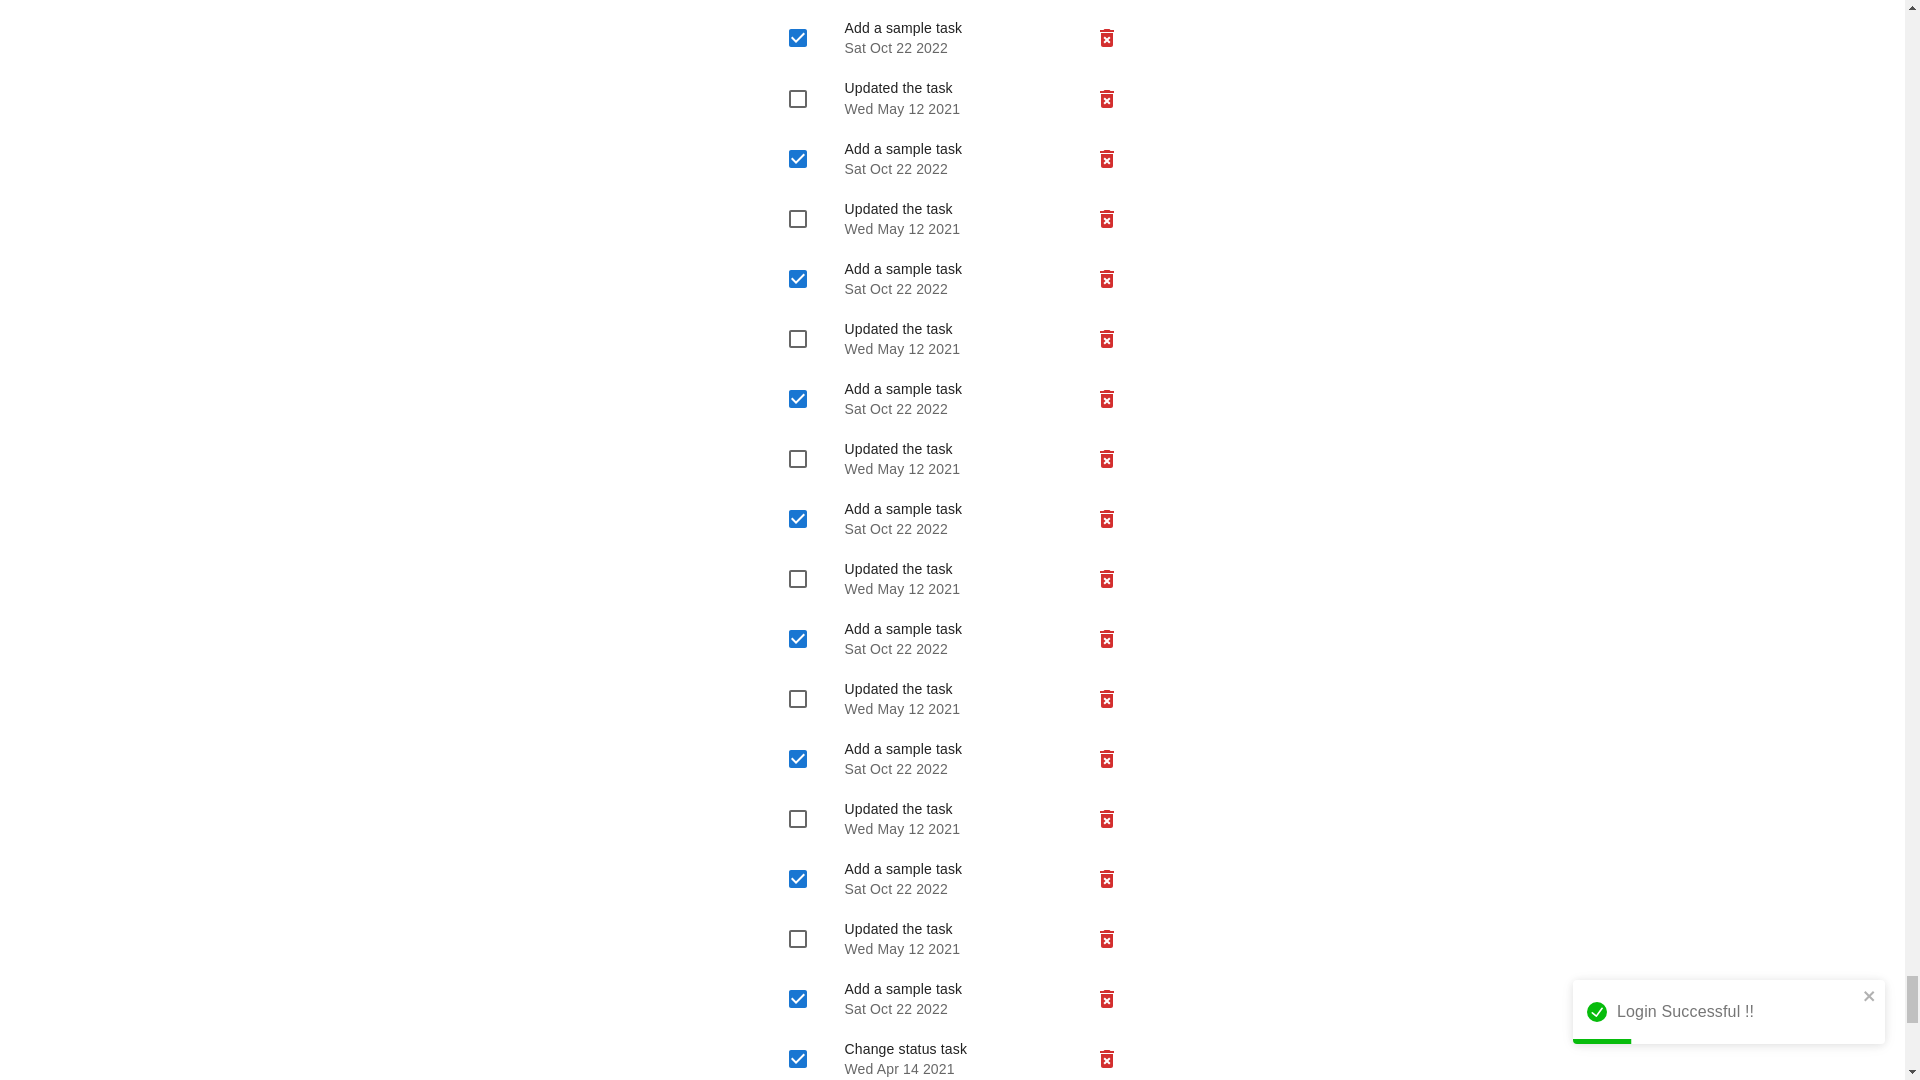 Add a sample task
Sat Oct 22 2022
Updated the task
Wed May 12 2021
Add a sample task
Sat Oct 22 2022
Updated the task
Wed May 12 2021
Add a sample task
Sat Oct 22 2022
Updated the task
Wed May 12 2021
Add a sample task
Sat Oct 22 2022
Updated the task
Wed May 12 2021
Add a sample task
Sat Oct 22 2022
Updated the task
Wed May 12 2021
Add a sample task
Sat Oct 22 2022
Updated the task
Wed May 12 2021
Add a sample task
Sat Oct 22 2022
Updated the task
Wed May 12 2021
Add a sample task
Sat Oct 22 2022
Updated the task
Wed May 12 2021
Add a sample task
Sat Oct 22 2022
Change status task
Wed Apr 14 2021
Login Successful !!